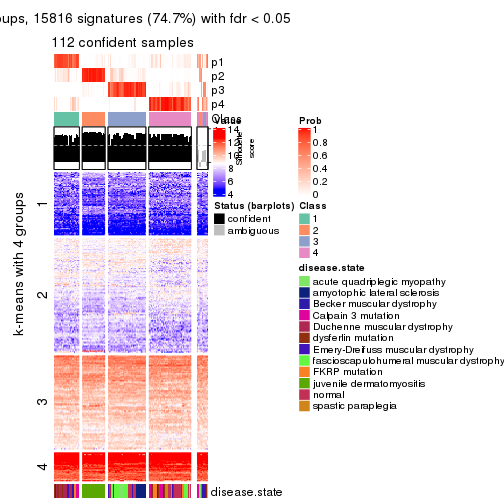 oups, 15816 signatures (74.7%) with fdr < 0.05
112 confident samples
p1
p2
p3
p4
Class
Value
14
12
10
8
6
4
Silhouette
score
Prob
1
0.8
0.6
0.4
0.2
0
Status (barplots)
confident
ambiguous
Class
1
2
3
4
disease.state
acute quadriplegic myopathy
amyotophic lateral sclerosis
Becker muscular dystrophy
Calpain 3 mutation
Duchenne muscular dystrophy
dysferlin mutation
Emery-Dreifuss muscular dystrophy
fascioscapulohumeral muscular dystrophy
FKRP mutation
juvenile dermatomyositis
normal
spastic paraplegia
k-means with 4 groups
1
2
3
4
disease.state